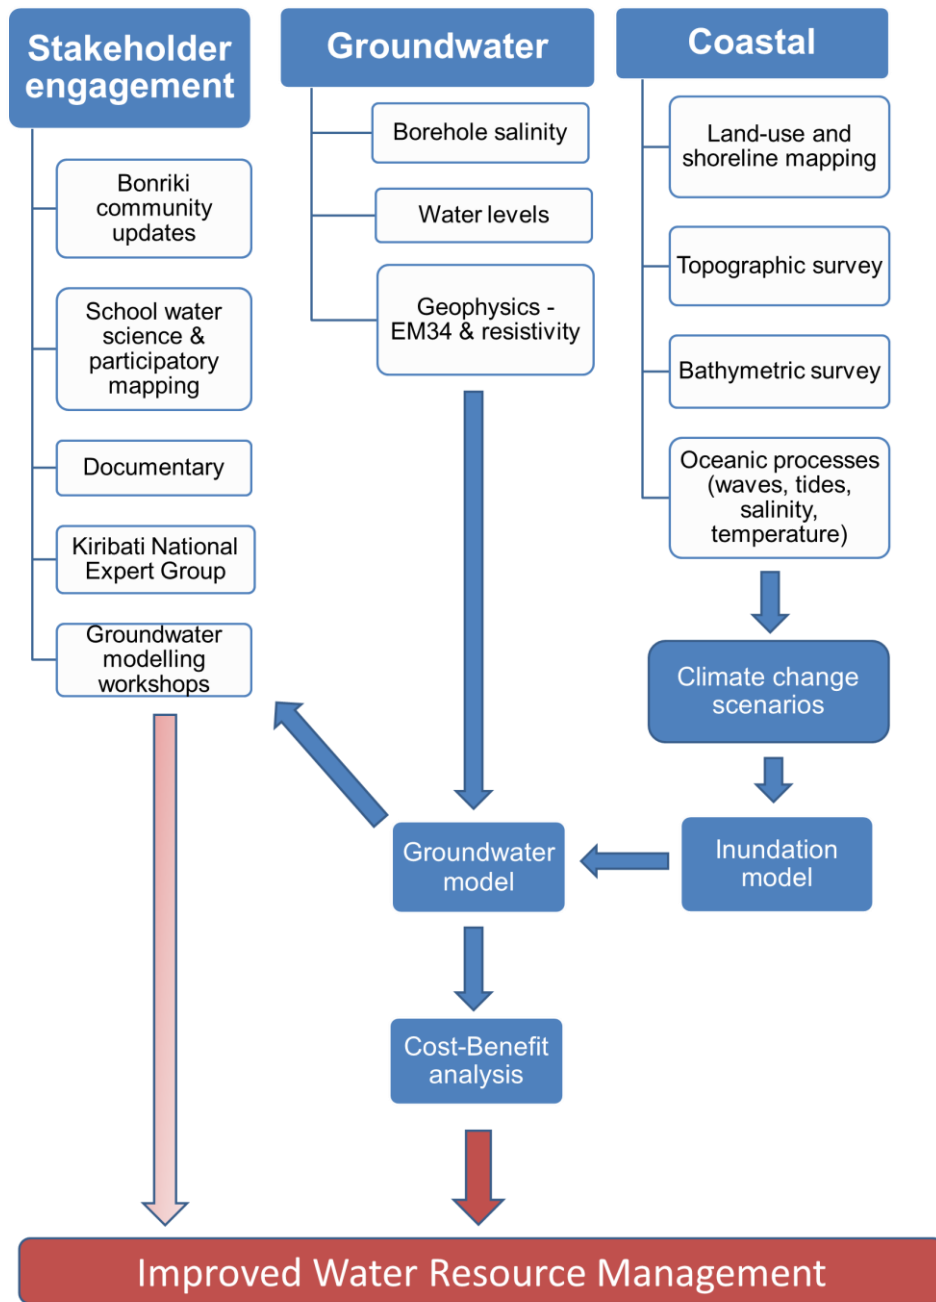 Stakeholder
engagement
Bonriki
community
updates
School water
science &
participatory
mapping
Documentary
Kiribati National
Expert Group
Groundwater
modelling
workshops
Groundwater
Borehole salinity
Water levels
Geophysics -
EM34 & resistivity
Coastal
Land-use and
shoreline mapping
Topographic survey
Bathymetric survey
Oceanic processes
(waves, tides,
salinity,
temperature)
Climate change
scenarios
Inundation
model
Groundwater
model
Cost-Benefit
analysis
Improved Water Resource Management